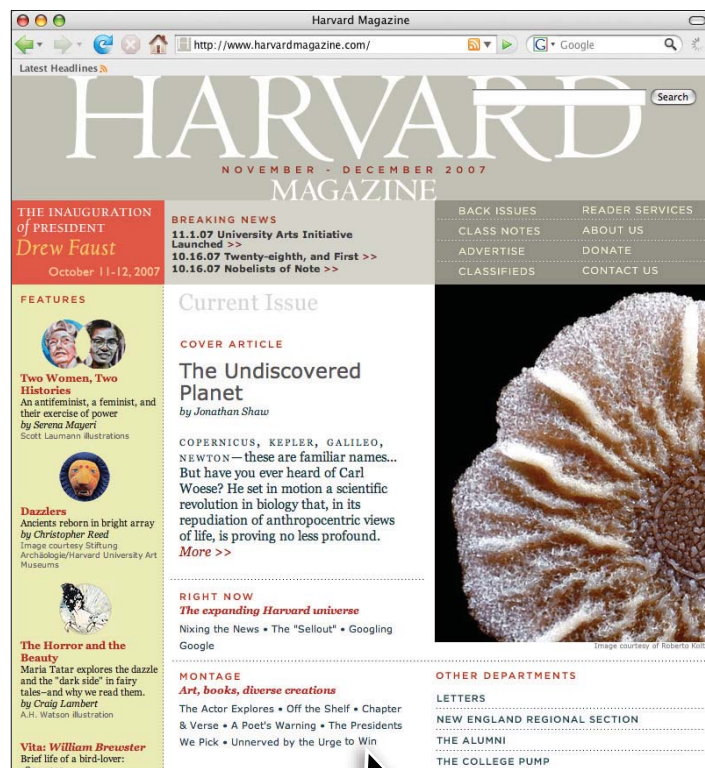 Harvard Magazine
http://www.harvardmagazine.com/
G Google
Latest Headlines
HARVARD
Search
NOVEMBER - DECEMBER 2007
MAGAZINE
THE INAUGURATION
of PRESIDENT
Drew Faust
October 11-12, 2007
BREAKING NEWS
11.1.07 University Arts Initiative
Launched >>
10.16.07 Twenty-eighth, and First >>
10.16.07 Nobelists of Note >>
BACK ISSUES
CLASS NOTES
ADVERTISE
CLASSIFIEDS
READER SERVICES
ABOUT US
DONATE
CONTACT US
FEATURES
Two Women, Two
Histories
An antifeminist, a feminist, and
their exercise of power
by Serena Mayeri
Scott Laumann illustrations
Dazzlers
Ancients reborn in bright array
by Christopher Reed
Image courtesy Stiftung
Archäologie/Harvard University Art
Museums
The Horror and the
Beauty
Maria Tatar explores the dazzle
and the "dark side" in fairy
tales–and why we read them.
by Craig Lambert
A.H. Watson illustration
Vita: William Brewster
Brief life of a bird-lover:
Current Issue
COVER ARTICLE
The Undiscovered
Planet
by Jonathan Shaw
COPERNICUS, KEPLER, GALILEO,
NEWTON—these are familiar names...
But have you ever heard of Carl
Woese? He set in motion a scientific
revolution in biology that, in its
repudiation of anthropocentric views
of life, is proving no less profound.
More >>
Image courtesy of Roberto
RIGHT NOW
The expanding Harvard universe
Nixing the News • The "Sellout" • Googling
Google
MONTAGE
Art, books, diverse creations
The Actor Explores • Off the Shelf • Chapter
& Verse • A Poet's Warning • The Presidents
We Pick • Unnerved by the Urge to Win
OTHER DEPARTMENTS
LETTERS
NEW ENGLAND REGIONAL SECTION
THE ALUMNI
THE COLLEGE PUMP